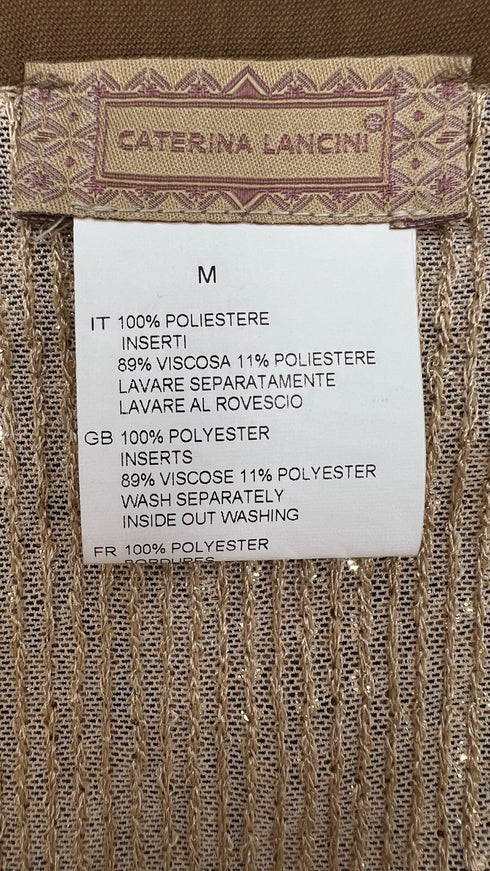 CATERINA LANCINI
M
IT 100% POLIESTERE
INSERTI
89% VISCOSA 11% POLIESTERE
LAVARE SEPARATAMENTE
LAVARE AL ROVESCIO
GB 100% POLYESTER
INSERTS
89% VISCOSE 11% POLYESTER
WASH SEPARATELY
INSIDE OUT WASHING
FR 100% POLYESTER
BORDURES